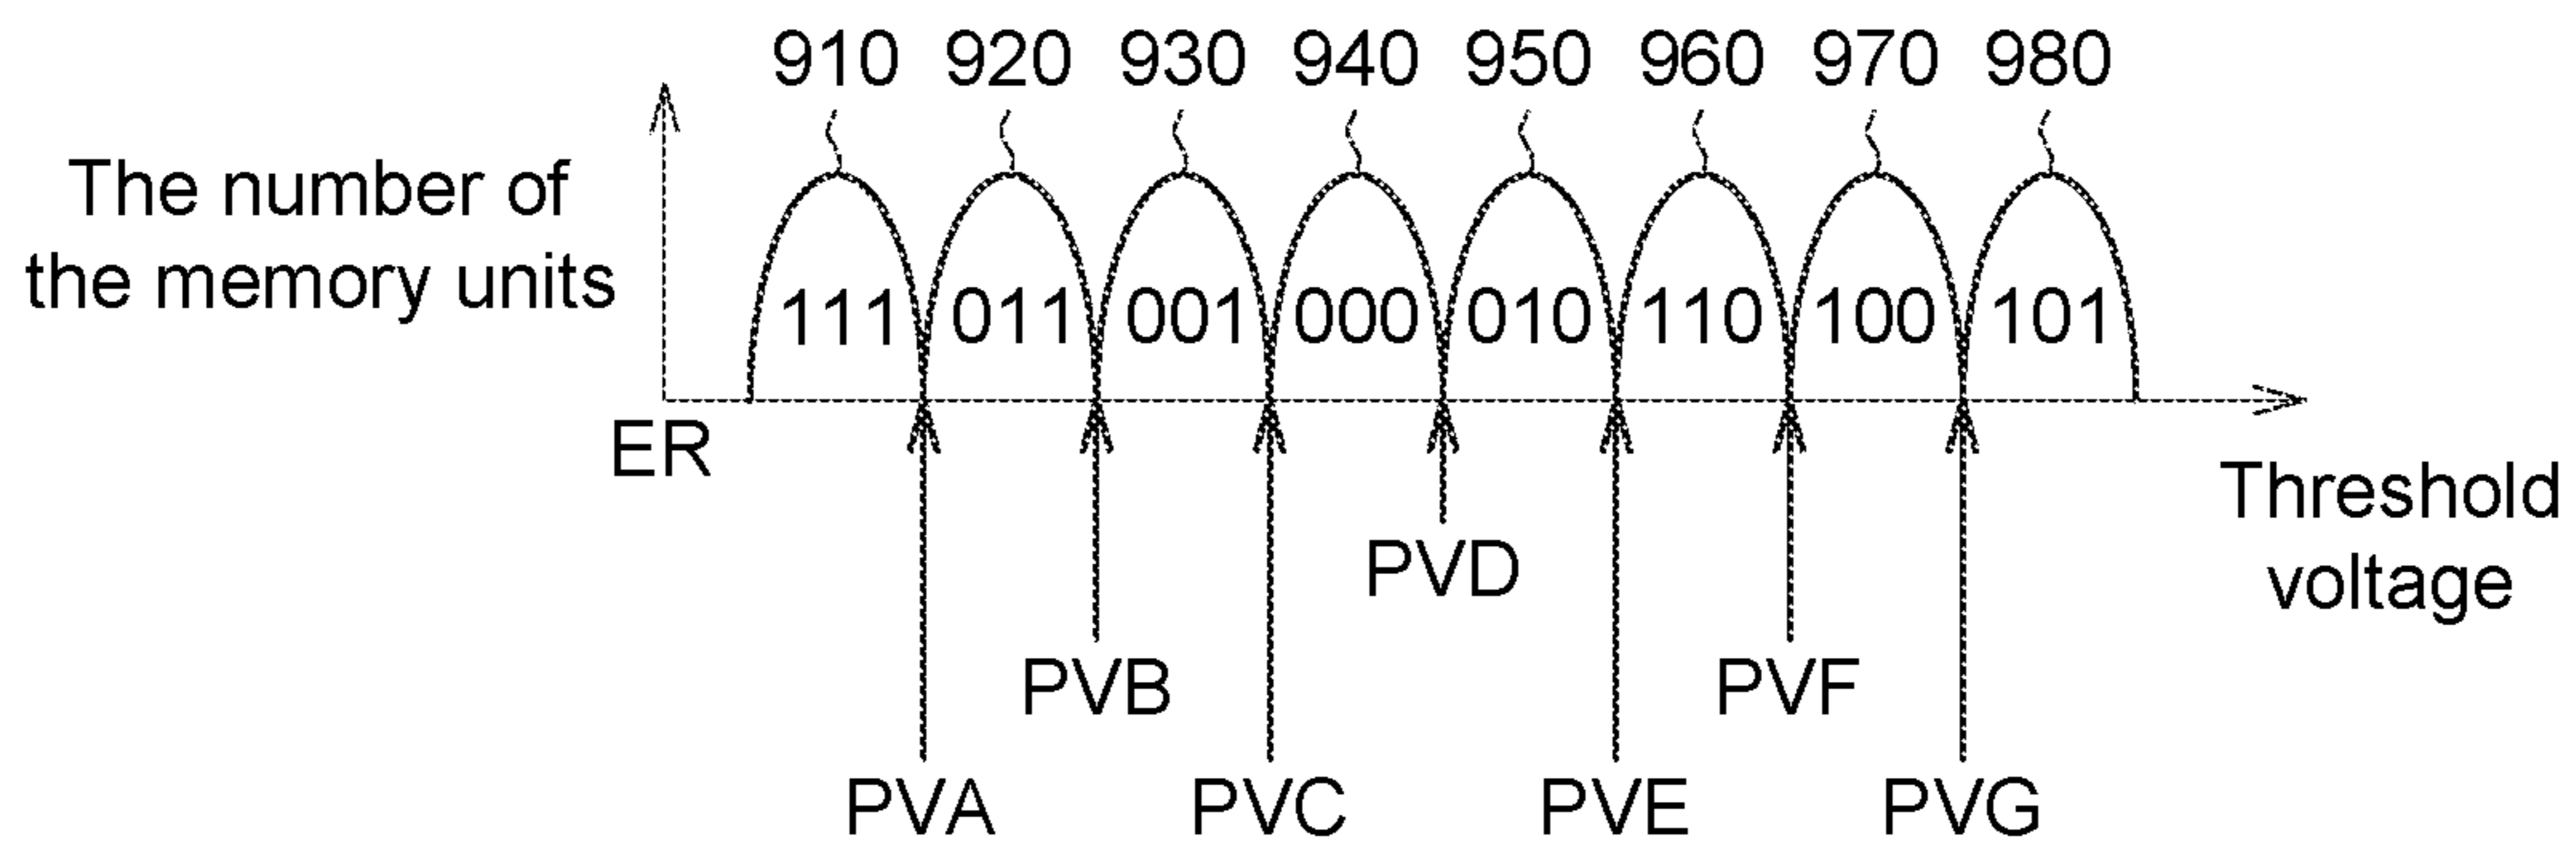 910 920 930 940 950 960 970 980
The number of
the memory units
111 011 001 000 010 110 100 101
ER
Threshold
voltage
PVD
PVB PVF
PVA PVC PVE PVG